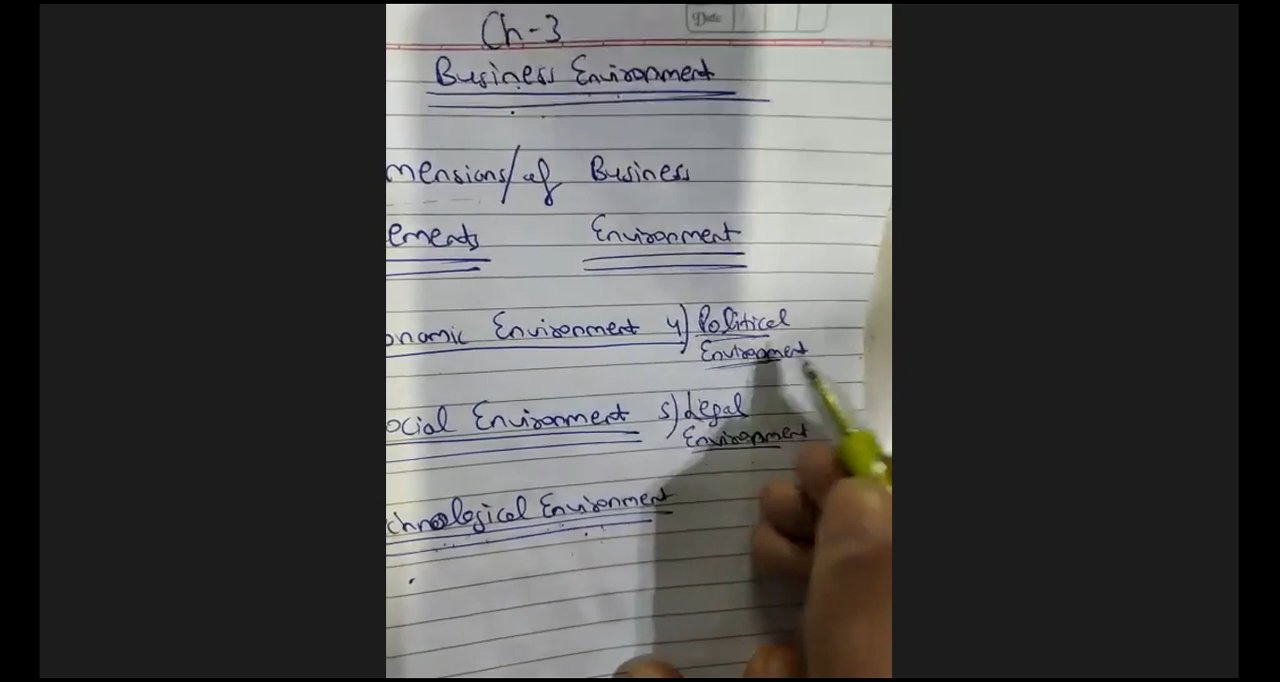 Date
Ch-3
Business Environment
mensions/of Business
ements Environment
onamic Environment 4) Political
Environment
ocial Environment 5) Legal
Environment
chnological Environment